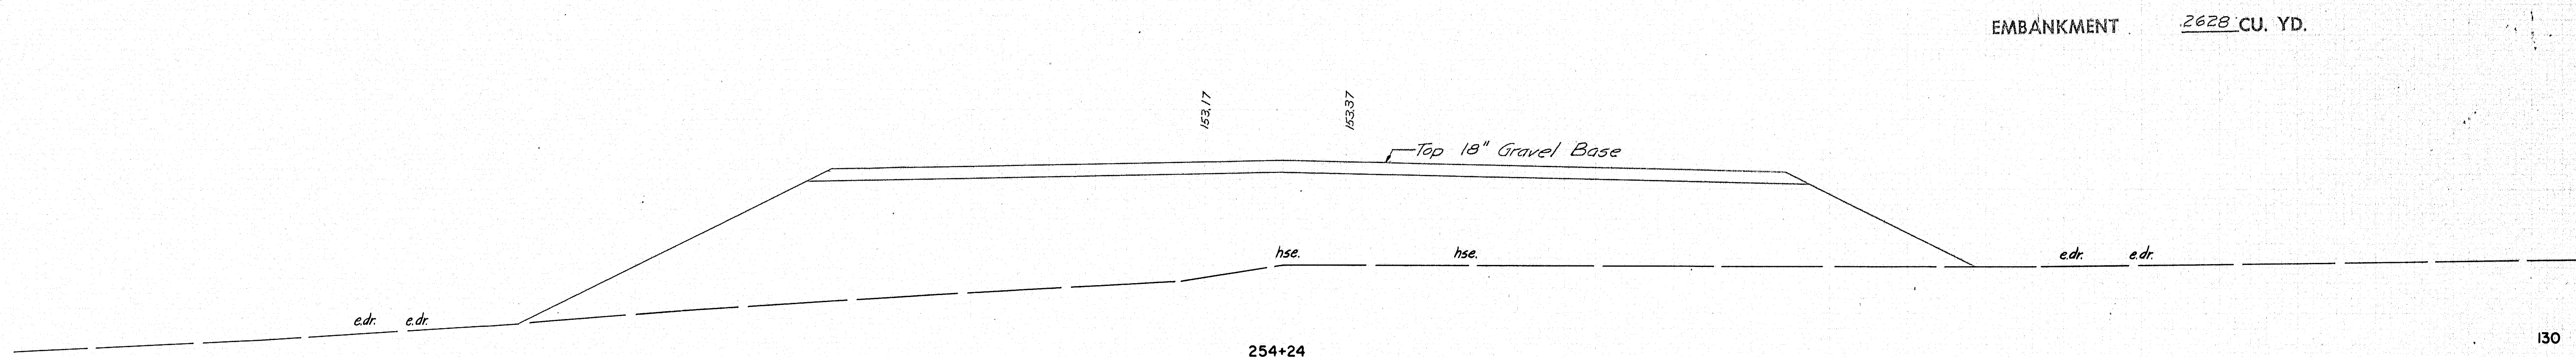 EMBANKMENT 2628 CU. YD.
153.17
153.37
Top 18" Gravel Base
hse. hse.
e.dr. e.dr.
e.dr. e.dr.
254+24
130